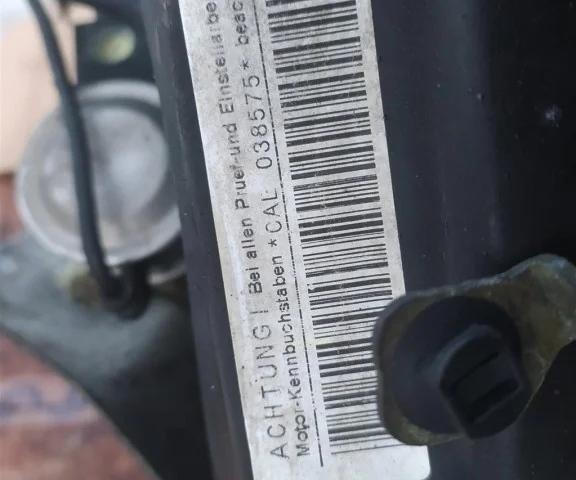 ACHTUNG! Bei allen Pruef-und Einstellarbe
Motor-Kennbuchstaben *CAL 038575* beac